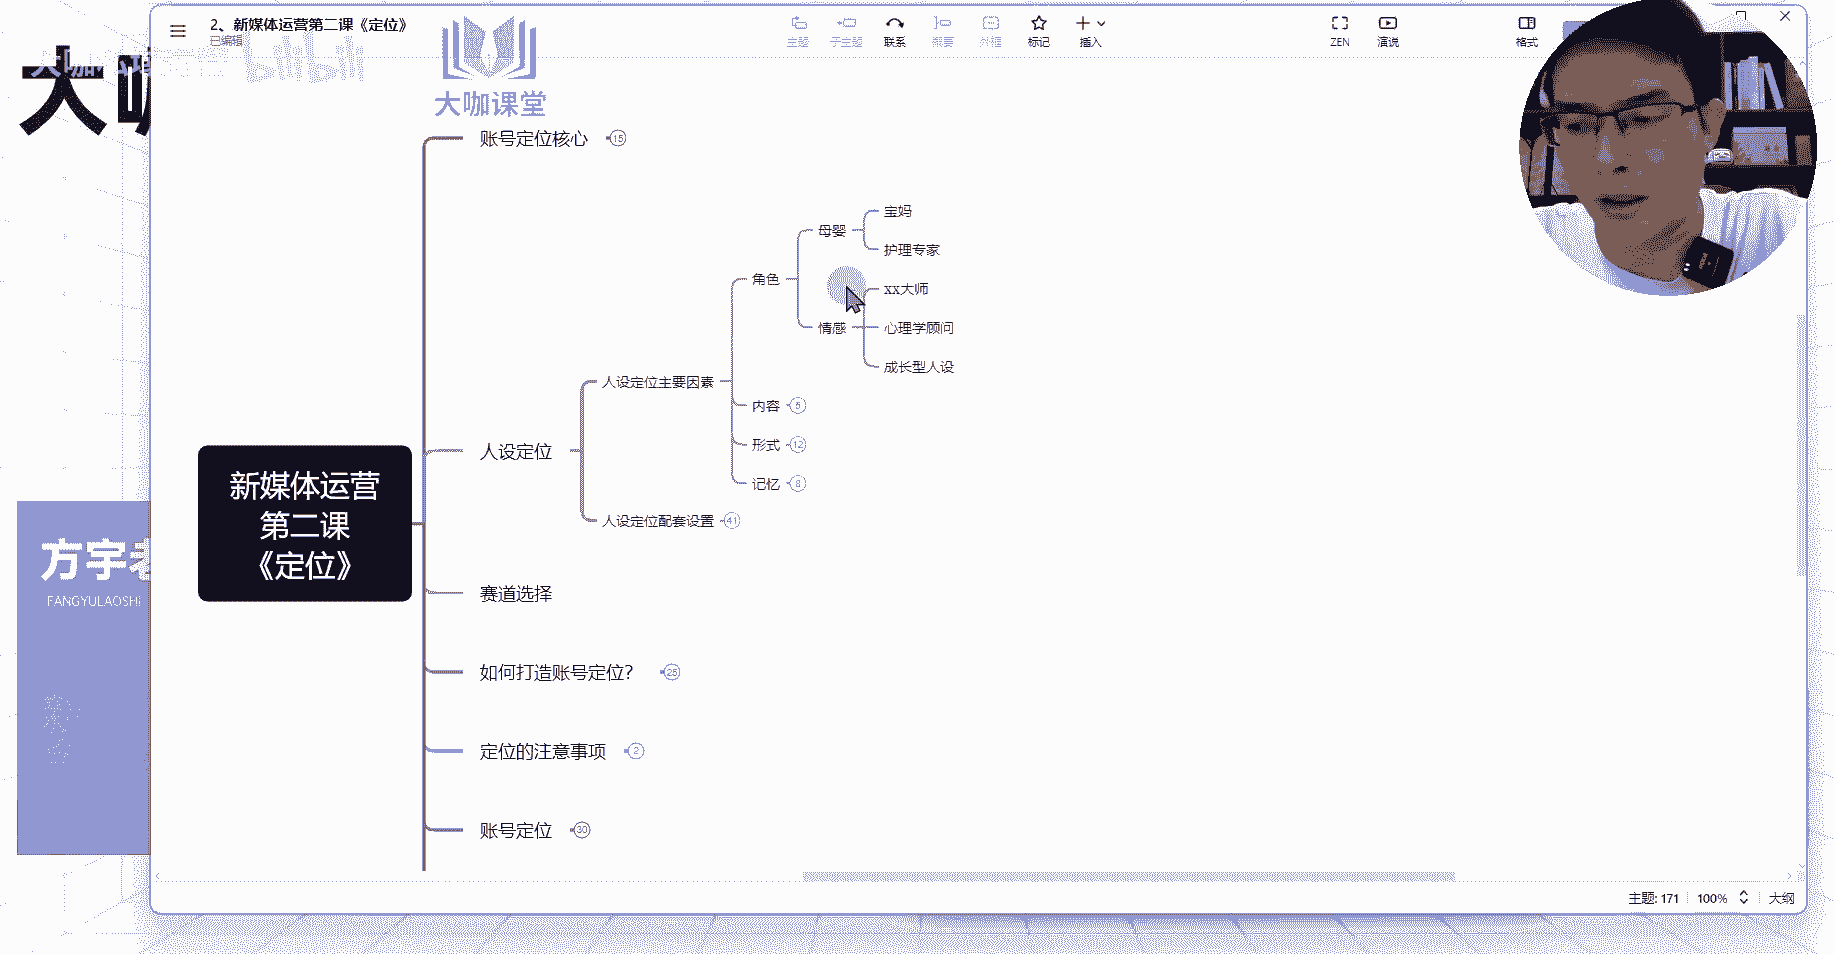 2、新媒体运营第二课《定位》
已编辑
主题
子主题
联系
概要
外框
标记
插入
ZEN
演说
格式
bilibili
大咖
大咖课堂
账号定位核心
15
宝妈
母婴
护理专家
角色
xx大师
情感
心理学顾问
成长型人设
人设定位主要因素
内容
5
人设定位
形式
12
记忆
8
人设定位配套设置
41
新媒体运营
第二课
《定位》
方宇老
FANGYULAOSHI
赛道选择
如何打造账号定位？
25
定位的注意事项
2
账号定位
30
主题: 171
100%
大纲